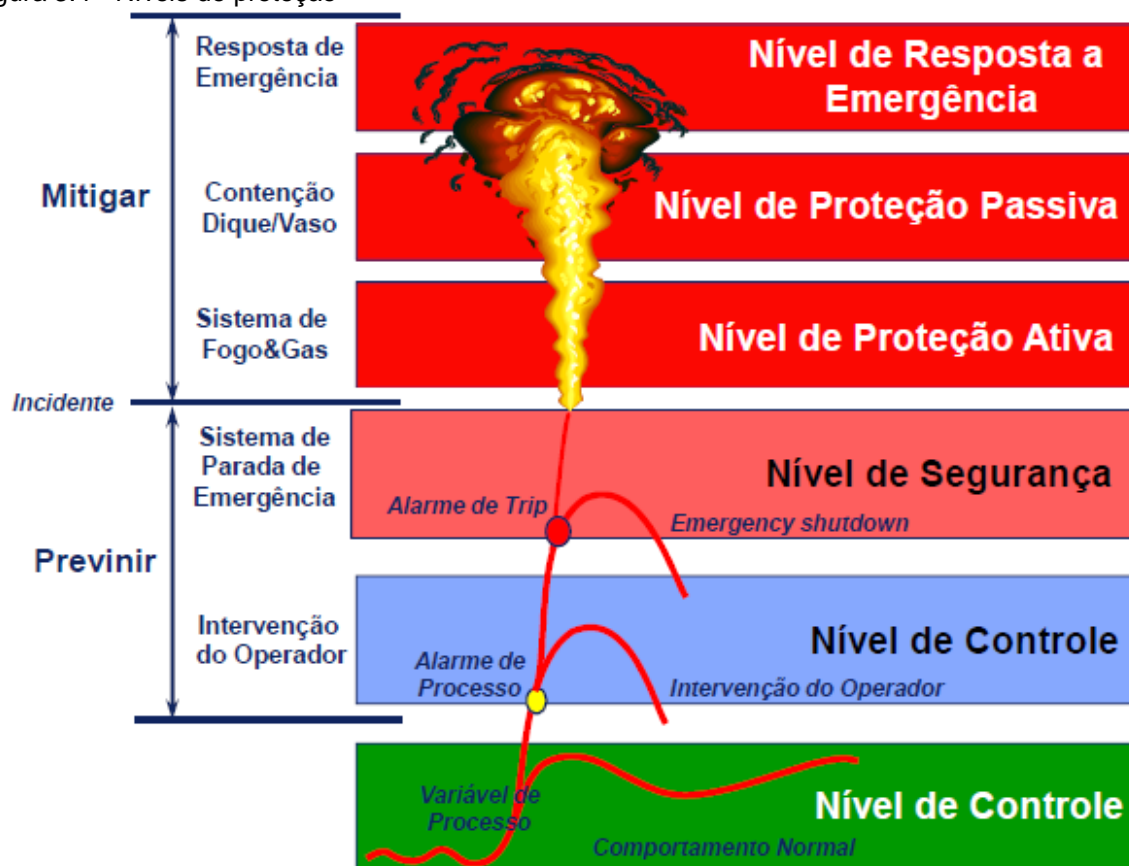 Resposta de
Emergência
Nível de Resposta a
Emergência
Mitigar
Contenção
Dique/Vaso
Nível de Proteção Passiva
Sistema de
Fogo&Gas
Nível de Proteção Ativa
Incidente
Sistema de
Parada de
Emergência
Nível de Segurança
Alarme de Trip
Emergency shutdown
Previnir
Intervenção
do Operador
Nível de Controle
Alarme de
Processo
Intervenção do Operador
Variável de
Processo
Nível de Controle
Comportamento Normal